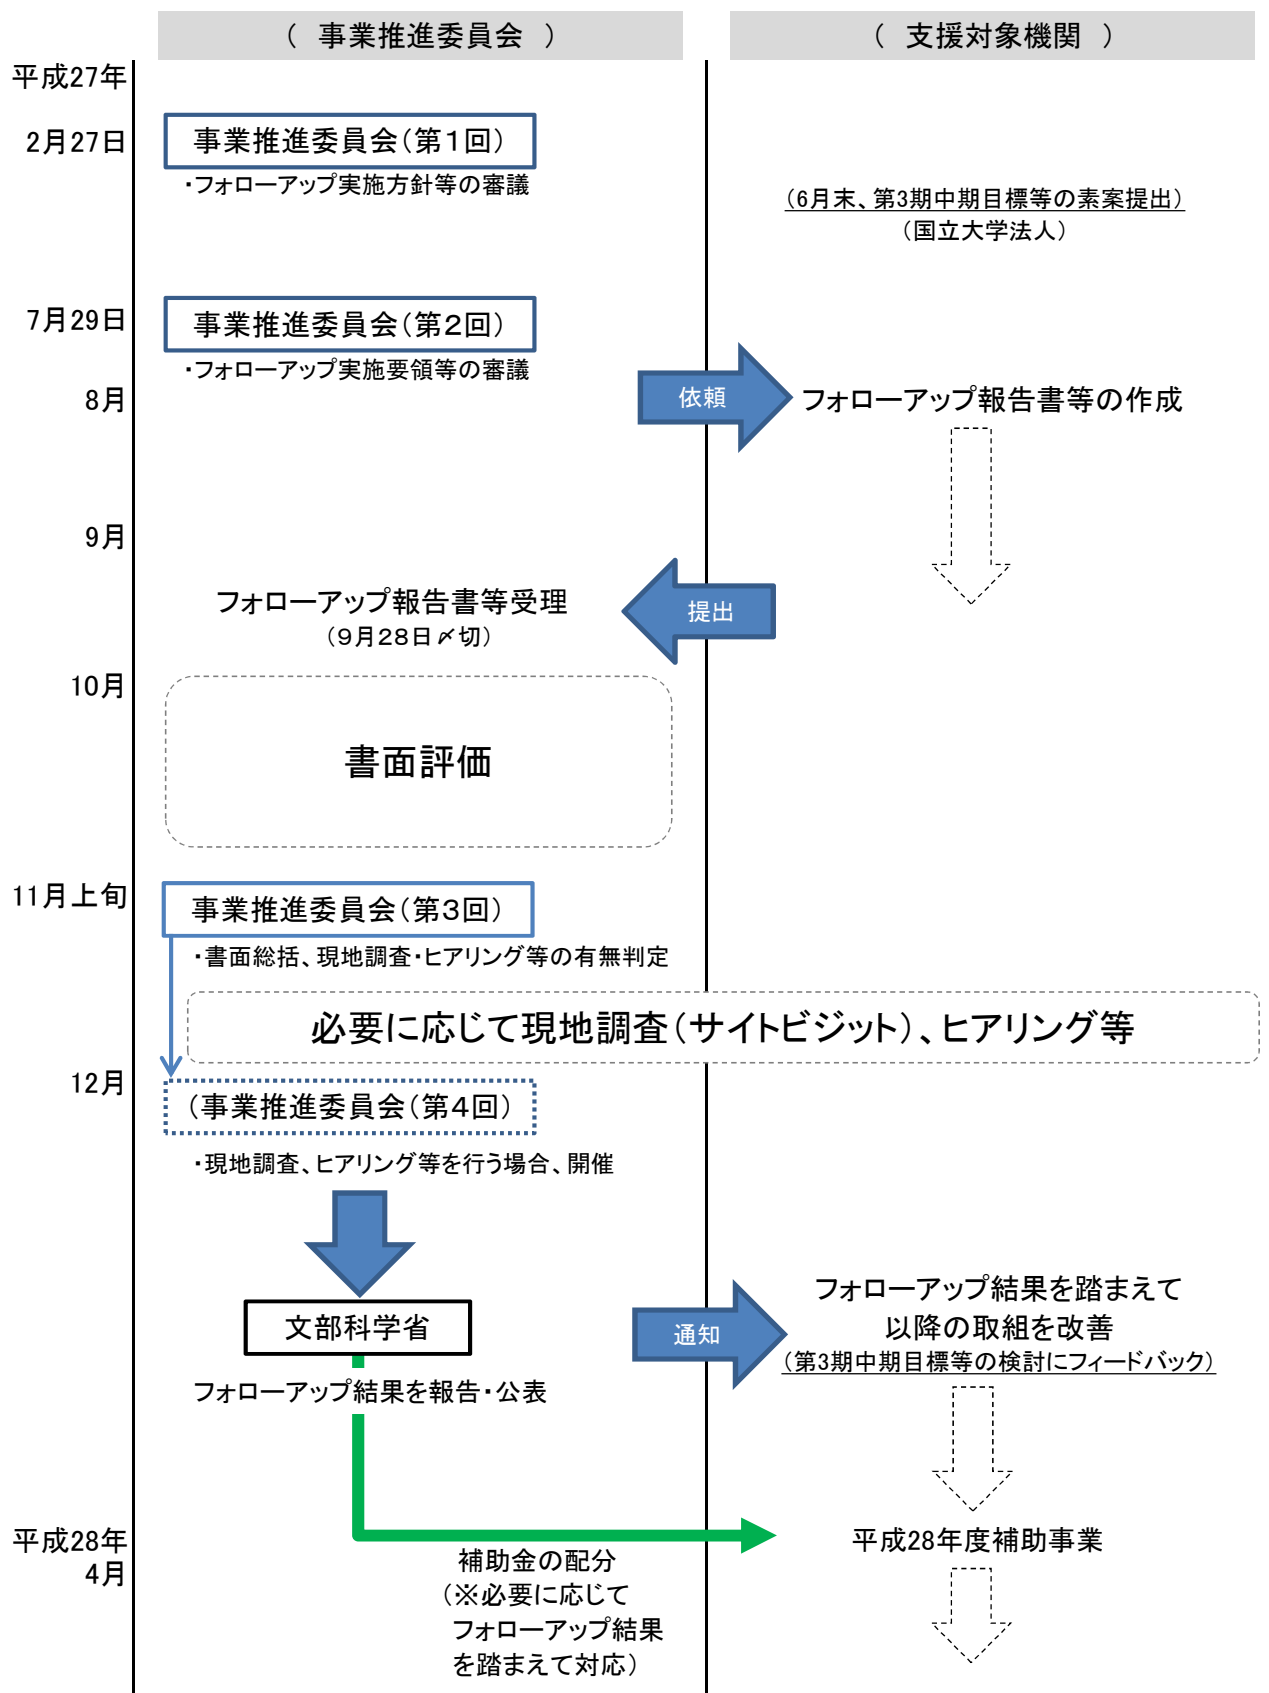 （ 事業推進委員会 ）
（ 支援対象機関 ）
平成27年
2月27日
事業推進委員会（第１回）
・フォローアップ実施方針等の審議
（6月末、第3期中期目標等の素案提出）
（国立大学法人）
7月29日
事業推進委員会（第２回）
・フォローアップ実施要領等の審議
8月
依頼
フォローアップ報告書等の作成
9月
フォローアップ報告書等受理
（９月２８日〆切）
提出
10月
書面評価
11月上旬
事業推進委員会（第３回）
・書面総括、現地調査・ヒアリング等の有無判定
必要に応じて現地調査（サイトビジット）、ヒアリング等
12月
（事業推進委員会（第４回）
・現地調査、ヒアリング等を行う場合、開催
文部科学省
フォローアップ結果を報告・公表
通知
フォローアップ結果を踏まえて
以降の取組を改善
（第3期中期目標等の検討にフィードバック）
平成28年
4月
補助金の配分
（※必要に応じて
フォローアップ結果
を踏まえて対応）
平成28年度補助事業